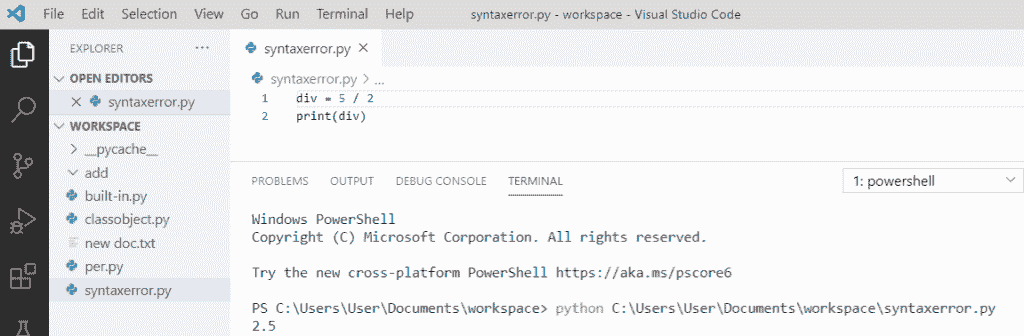 File Edit Selection View Go Run Terminal Help syntaxerror.py - workspace - Visual Studio Code
EXPLORER ···
syntaxerror.py ×
OPEN EDITORS
× syntaxerror.py
WORKSPACE
__pycache__
add
built-in.py
classobject.py
new doc.txt
per.py
syntaxerror.py
syntaxerror.py > ...
1 div = 5 / 2
2 print(div)
PROBLEMS OUTPUT DEBUG CONSOLE TERMINAL 1: powershell
Windows PowerShell
Copyright (C) Microsoft Corporation. All rights reserved.
Try the new cross-platform PowerShell https://aka.ms/pscore6
PS C:\Users\User\Documents\workspace> python C:\Users\User\Documents\workspace\syntaxerror.py
2.5